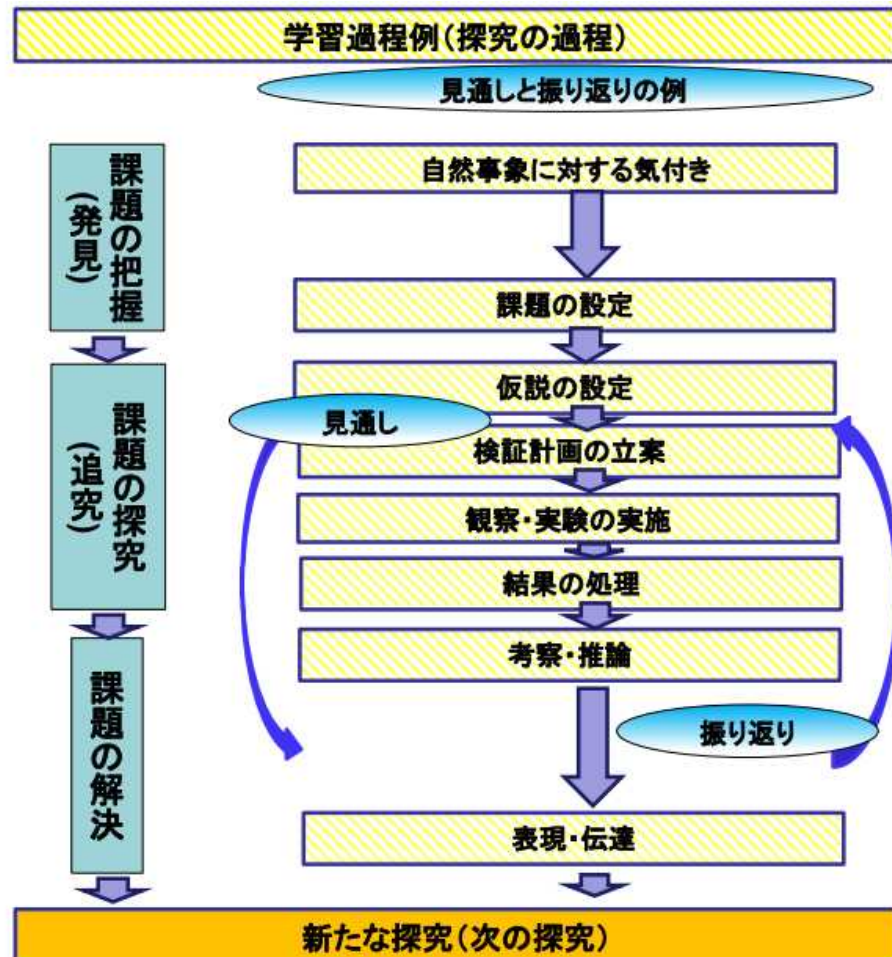 学習過程例(探究の過程)
見通しと振り返りの例
課題の把握
(発見)
自然事象に対する気付き
課題の設定
課題の探究
(追究)
仮説の設定
見通し
検証計画の立案
観察・実験の実施
結果の処理
考察・推論
課題の解決
振り返り
表現・伝達
新たな探究(次の探究)